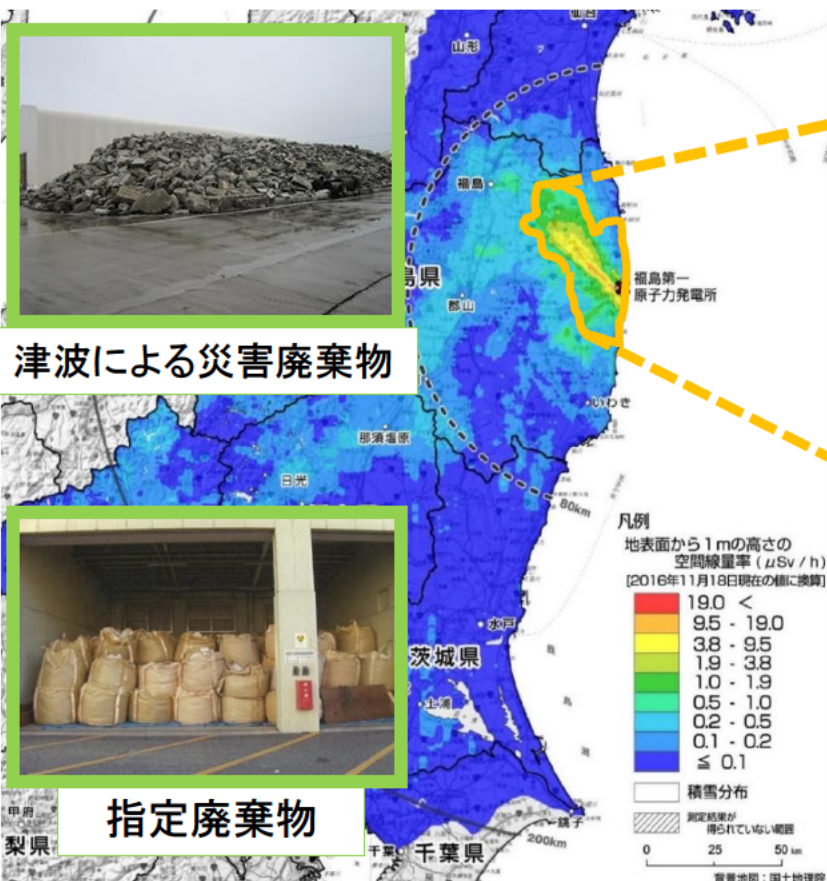 仙台
山形
福島
福島第一
原子力発電所
島県
郡山
津波による災害廃棄物
いわき
那須塩原
日光
80km
凡例
地表面から1mの高さの
空間線量率(μSv/h)
[2016年11月18日現在の値に換算]
19.0 <
9.5 - 19.0
3.8 - 9.5
1.9 - 3.8
1.0 - 1.9
0.5 - 1.0
0.2 - 0.5
0.1 - 0.2
≦ 0.1
水戸
茨城県
土浦
鹿
島
灘
積雪分布
測定結果が
得られていない範囲
指定廃棄物
甲府
梨県
千葉
千葉県
銚子
200km
0 25 50 km
背景地図:国土地理院